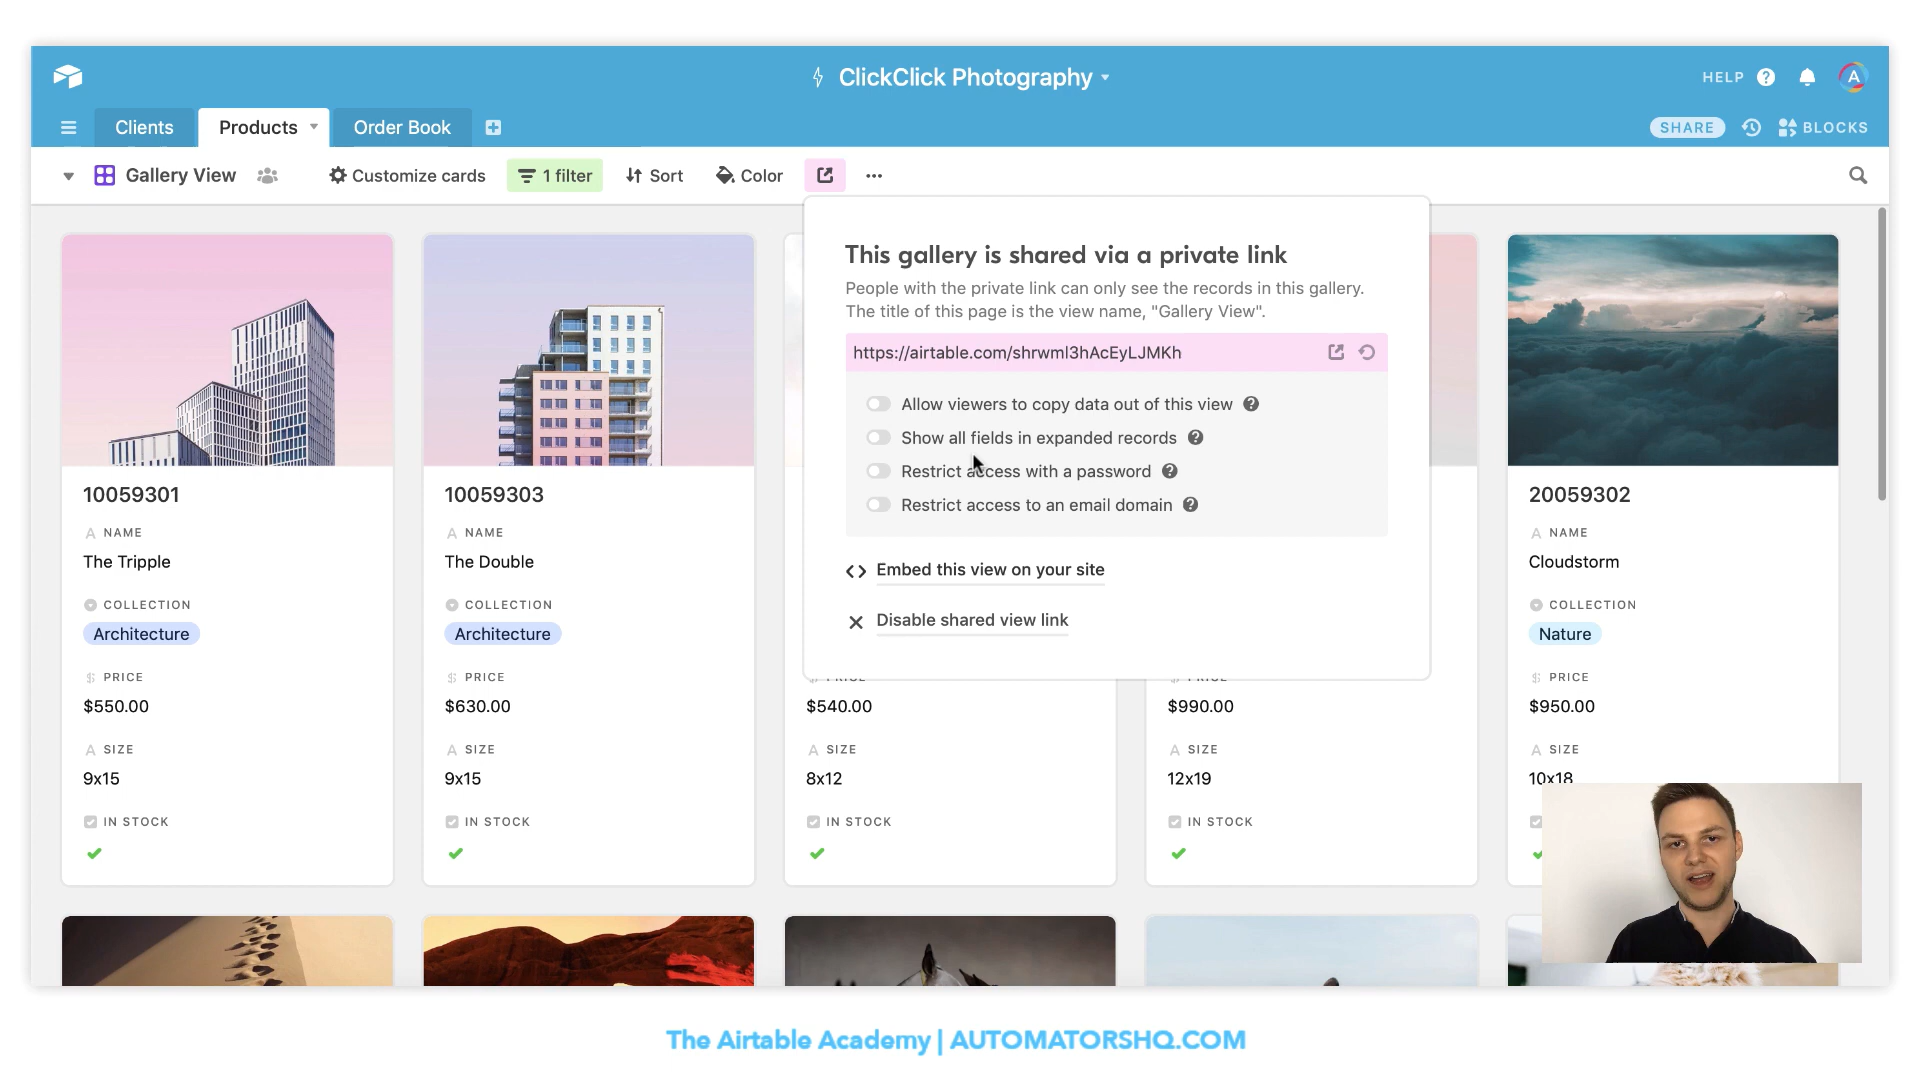 ClickClick Photography
HELP
A
Clients
Products
Order Book
SHARE
BLOCKS
Gallery View
Customize cards
1 filter
Sort
Color
This gallery is shared via a private link
People with the private link can only see the records in this gallery.
The title of this page is the view name, "Gallery View".
https://airtable.com/shrwml3hAcEyLJMKh
Allow viewers to copy data out of this view
Show all fields in expanded records
Restrict access with a password
Restrict access to an email domain
Embed this view on your site
Disable shared view link
10059301
A NAME
The Tripple
COLLECTION
Architecture
$ PRICE
$550.00
A SIZE
9x15
IN STOCK
10059303
A NAME
The Double
COLLECTION
Architecture
$ PRICE
$630.00
A SIZE
9x15
IN STOCK
$ PRICE
$540.00
A SIZE
8x12
IN STOCK
$ PRICE
$990.00
A SIZE
12x19
IN STOCK
20059302
A NAME
Cloudstorm
COLLECTION
Nature
$ PRICE
$950.00
A SIZE
10x18
The Airtable Academy | AUTOMATORSHQ.COM